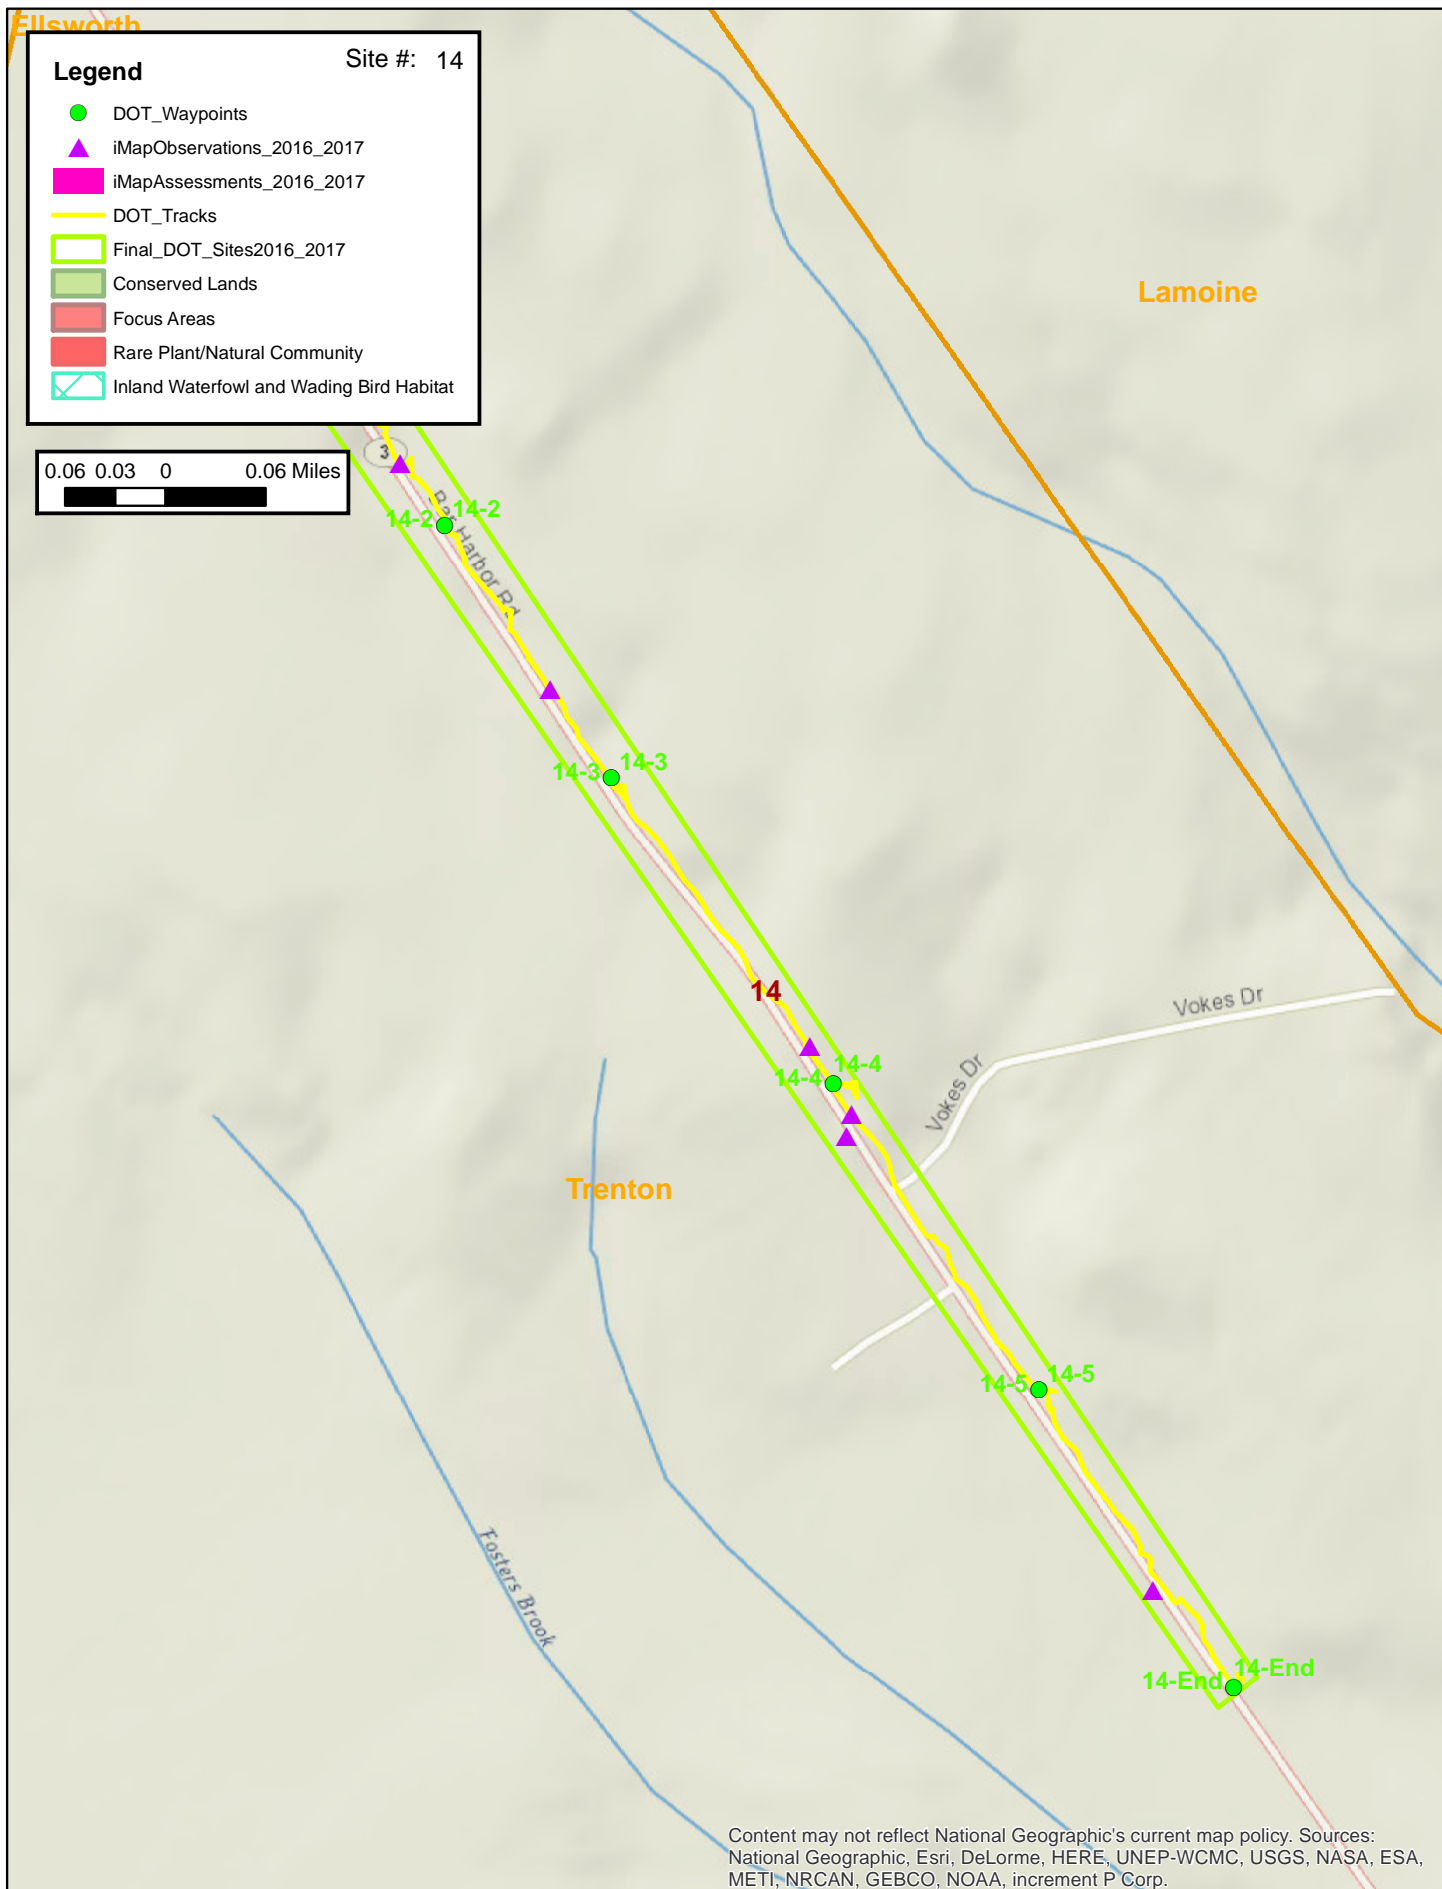 Ellsworth
Legend
Site #: 14
DOT_Waypoints
iMapObservations_2016_2017
iMapAssessments_2016_2017
DOT_Tracks
Final_DOT_Sites2016_2017
Conserved Lands
Focus Areas
Rare Plant/Natural Community
Inland Waterfowl and Wading Bird Habitat
Lamoine
3
0.06 0.03 0 0.06 Miles
14-2 14-2
Bar Harbor Rd
14-3 14-3
14
Vokes Dr
14-4 14-4
Vokes Dr
Trenton
14-5 14-5
Fosters Brook
14-End 14-End
Content may not reflect National Geographic's current map policy. Sources:
National Geographic, Esri, DeLorme, HERE, UNEP-WCMC, USGS, NASA, ESA,
METI, NRCAN, GEBCO, NOAA, increment P Corp.